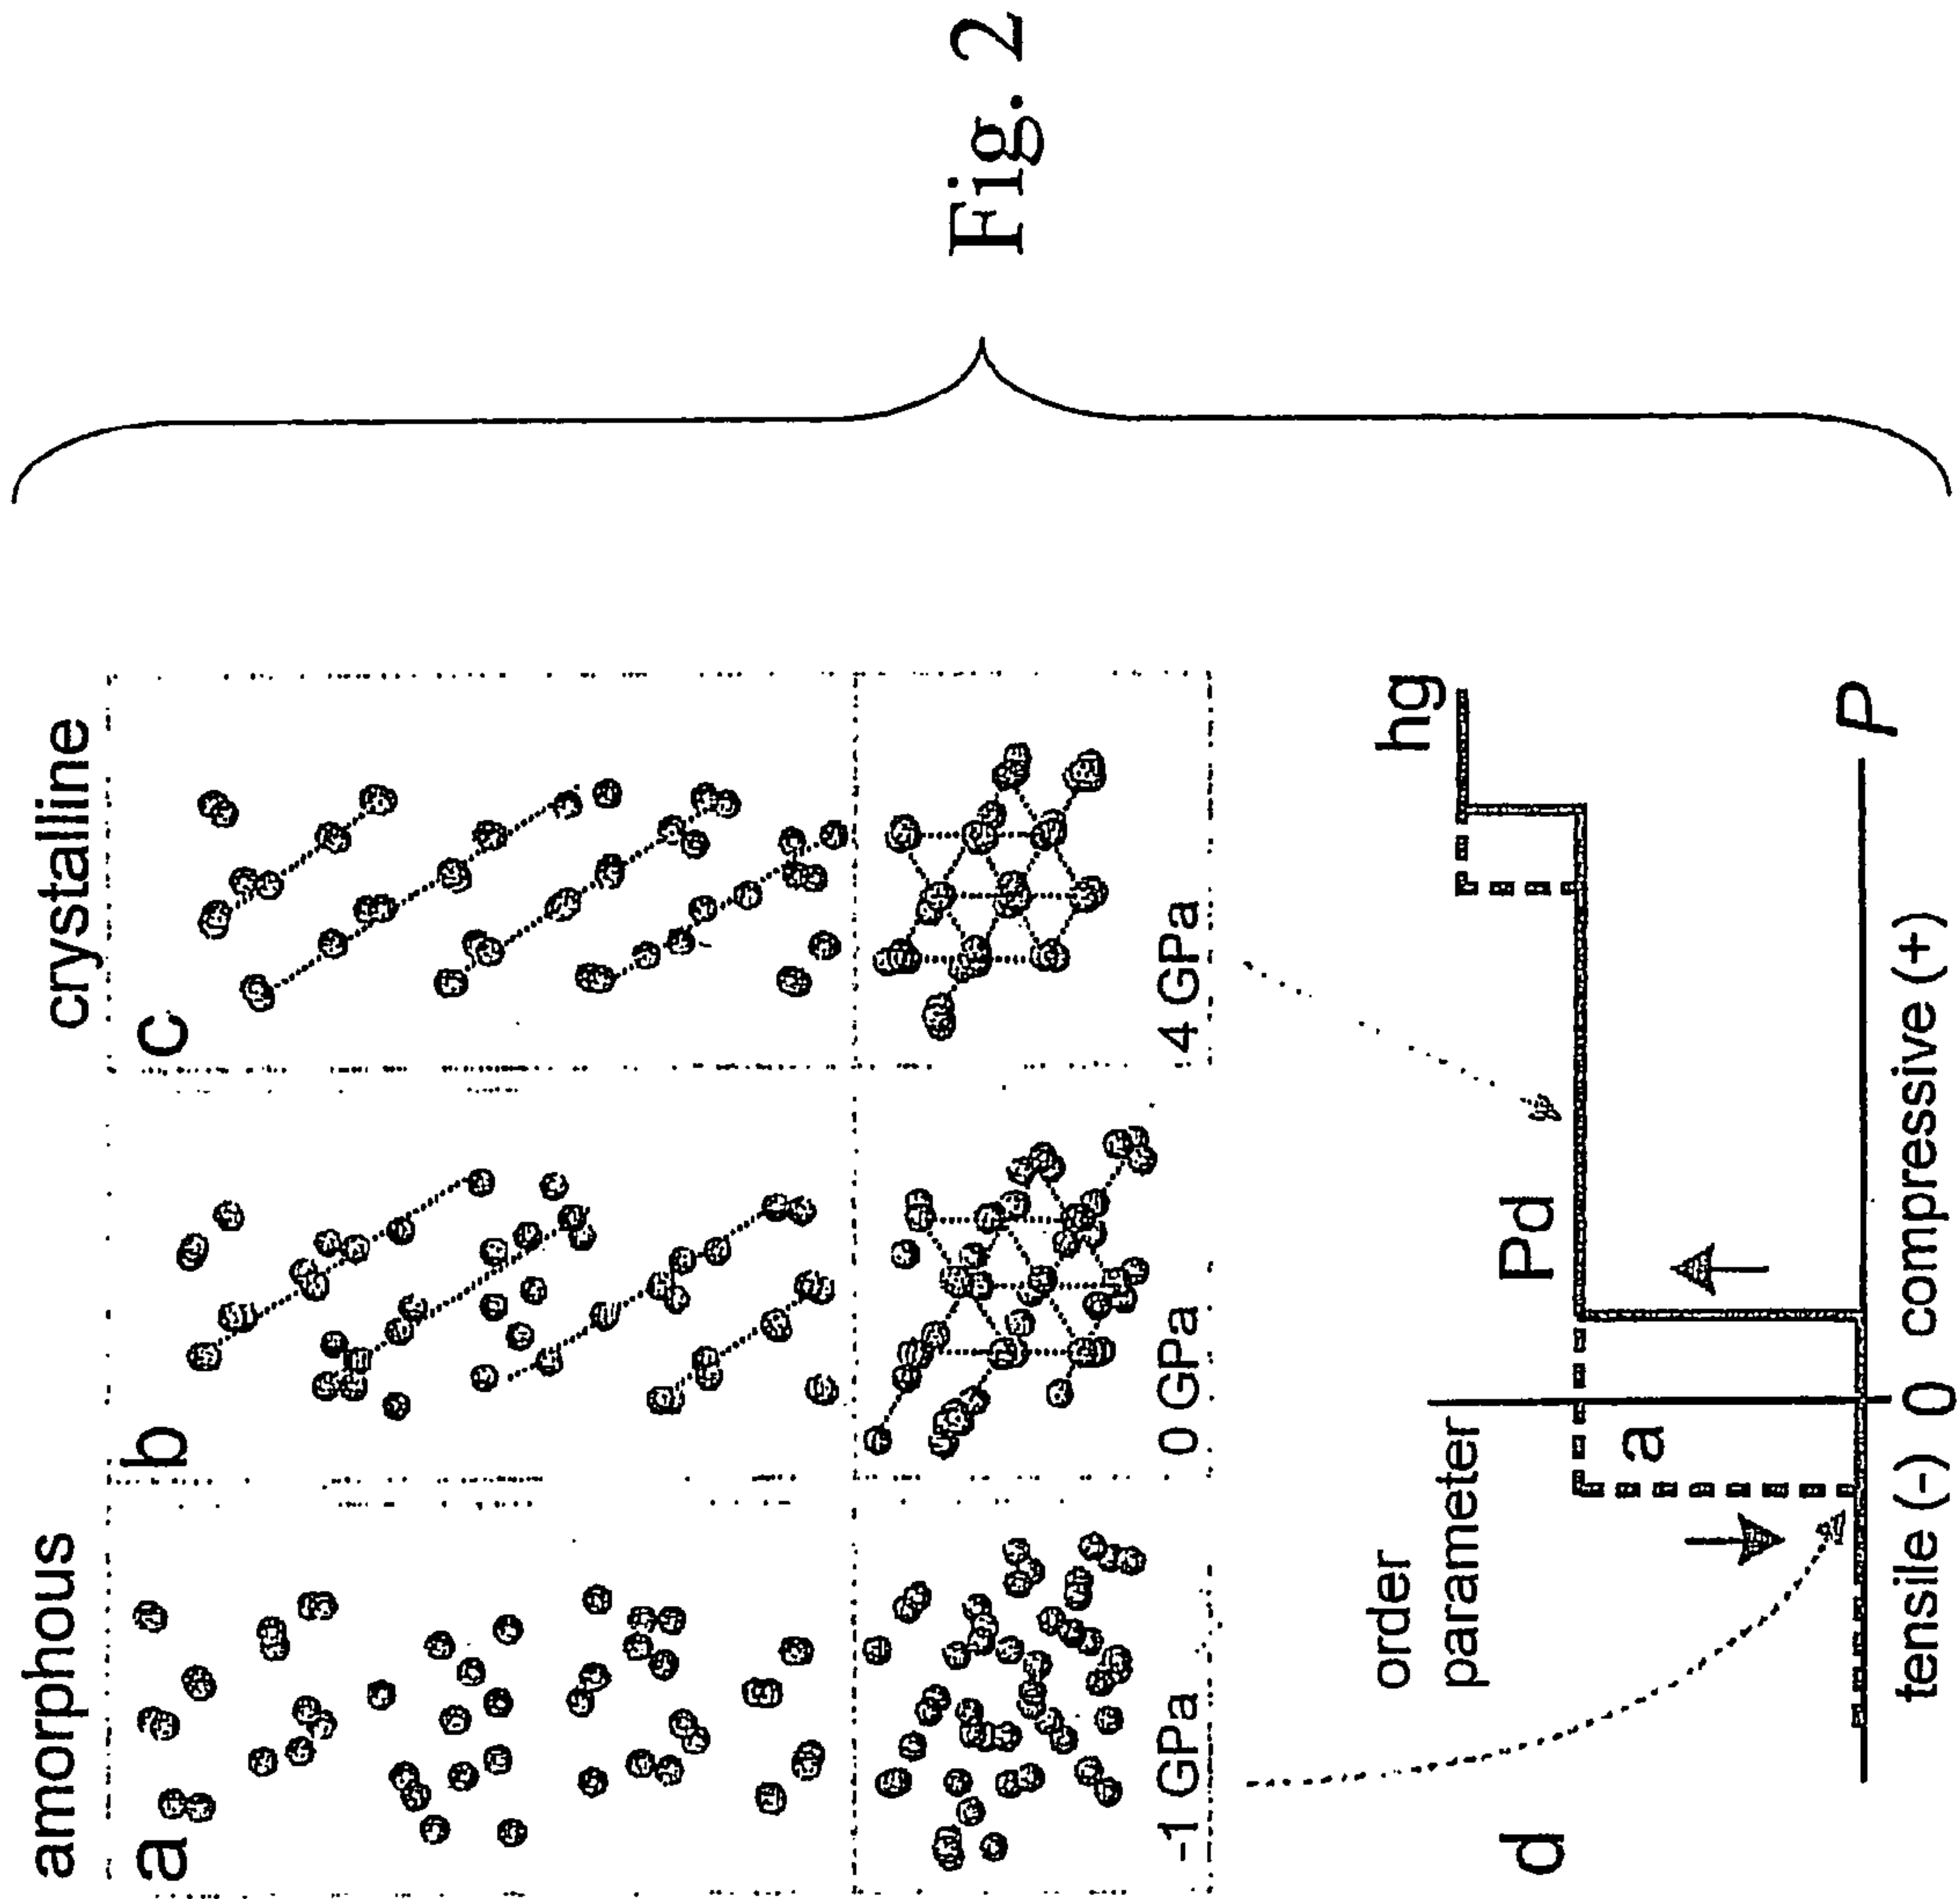 amorphous
crystalline
a
b
c
-1 GPa
0 GPa
4 GPa
d
order
parameter
a
Pd
hg
P
tensile (-) 0 compressive (+)
Fig. 2